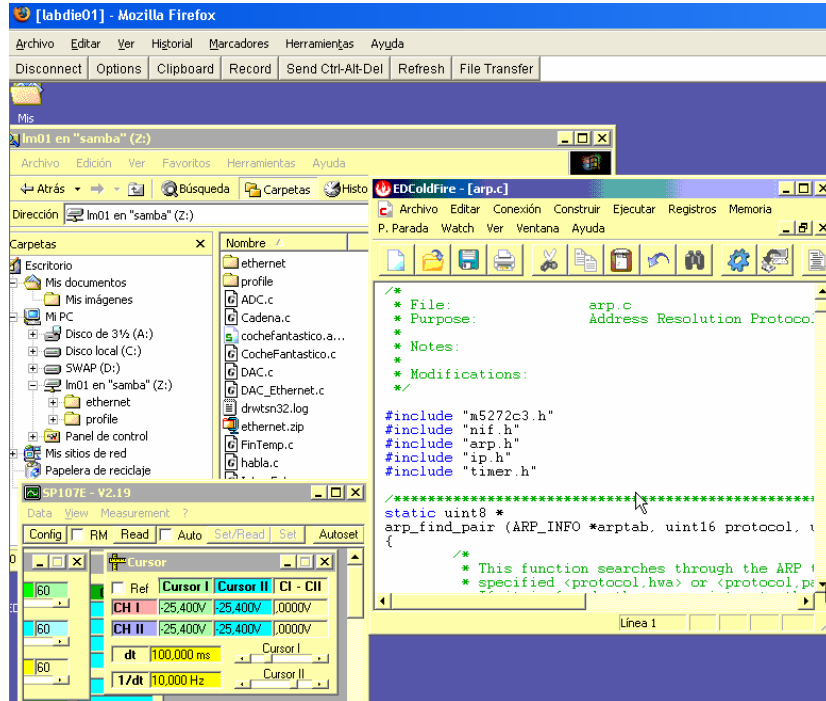 [labdie01] - Mozilla Firefox
Archivo Editar Ver Historial Marcadores Herramientas Ayuda
Disconnect Options Clipboard Record Send Ctrl-Alt-Del Refresh File Transfer
Mis
lm01 en "samba" (Z:)
Archivo Edición Ver Favoritos Herramientas Ayuda
Atrás Búsqueda Carpetas Histo
Dirección lm01 en "samba" (Z:)
Carpetas
Escritorio
Mis documentos
Mis imágenes
Mi PC
Disco de 3½ (A:)
Disco local (C:)
SWAP (D:)
lm01 en "samba" (Z:)
ethernet
profile
Panel de control
Mis sitios de red
Papelera de reciclaje
Nombre
ethernet
profile
ADC.c
Cadena.c
cochefantastico.a...
CocheFantastico.c
DAC.c
DAC_Ethernet.c
drwtsn32.log
ethernet.zip
FinTemp.c
habla.c
EDColdFire - [arp.c]
Archivo Editar Conexión Construir Ejecutar Registros Memoria
P. Parada Watch Ver Ventana Ayuda
/*
* File: arp.c
* Purpose: Address Resolution Protoco
*
* Notes:
*
* Modifications:
*/
#include "m5272c3.h"
#include "nif.h"
#include "arp.h"
#include "ip.h"
#include "timer.h"
/*****************************************************
static uint8 *
arp_find_pair (ARP_INFO *arptab, uint16 protocol, u
{
/*
* This function searches through the ARP t
* specified <protocol,hwa> or <protocol,pa
Línea 1
SP107E - V2.19
Data View Measurement ?
Config RM Read Auto Set/Read Set Autoset
60
60
60
Cursor
Ref Cursor I Cursor II CI - CII
CH I -25,400V -25,400V ,0000V
CH II -25,400V -25,400V ,0000V
dt 100,000 ms Cursor I
1/dt 10,000 Hz Cursor II